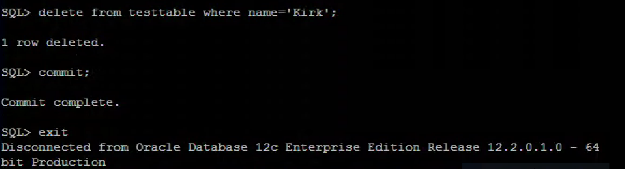 SQL> delete from testtable where name='Kirk';
1 row deleted.
SQL> commit;
Commit complete.
SQL> exit
Disconnected from Oracle Database 12c Enterprise Edition Release 12.2.0.1.0 - 64
bit Production